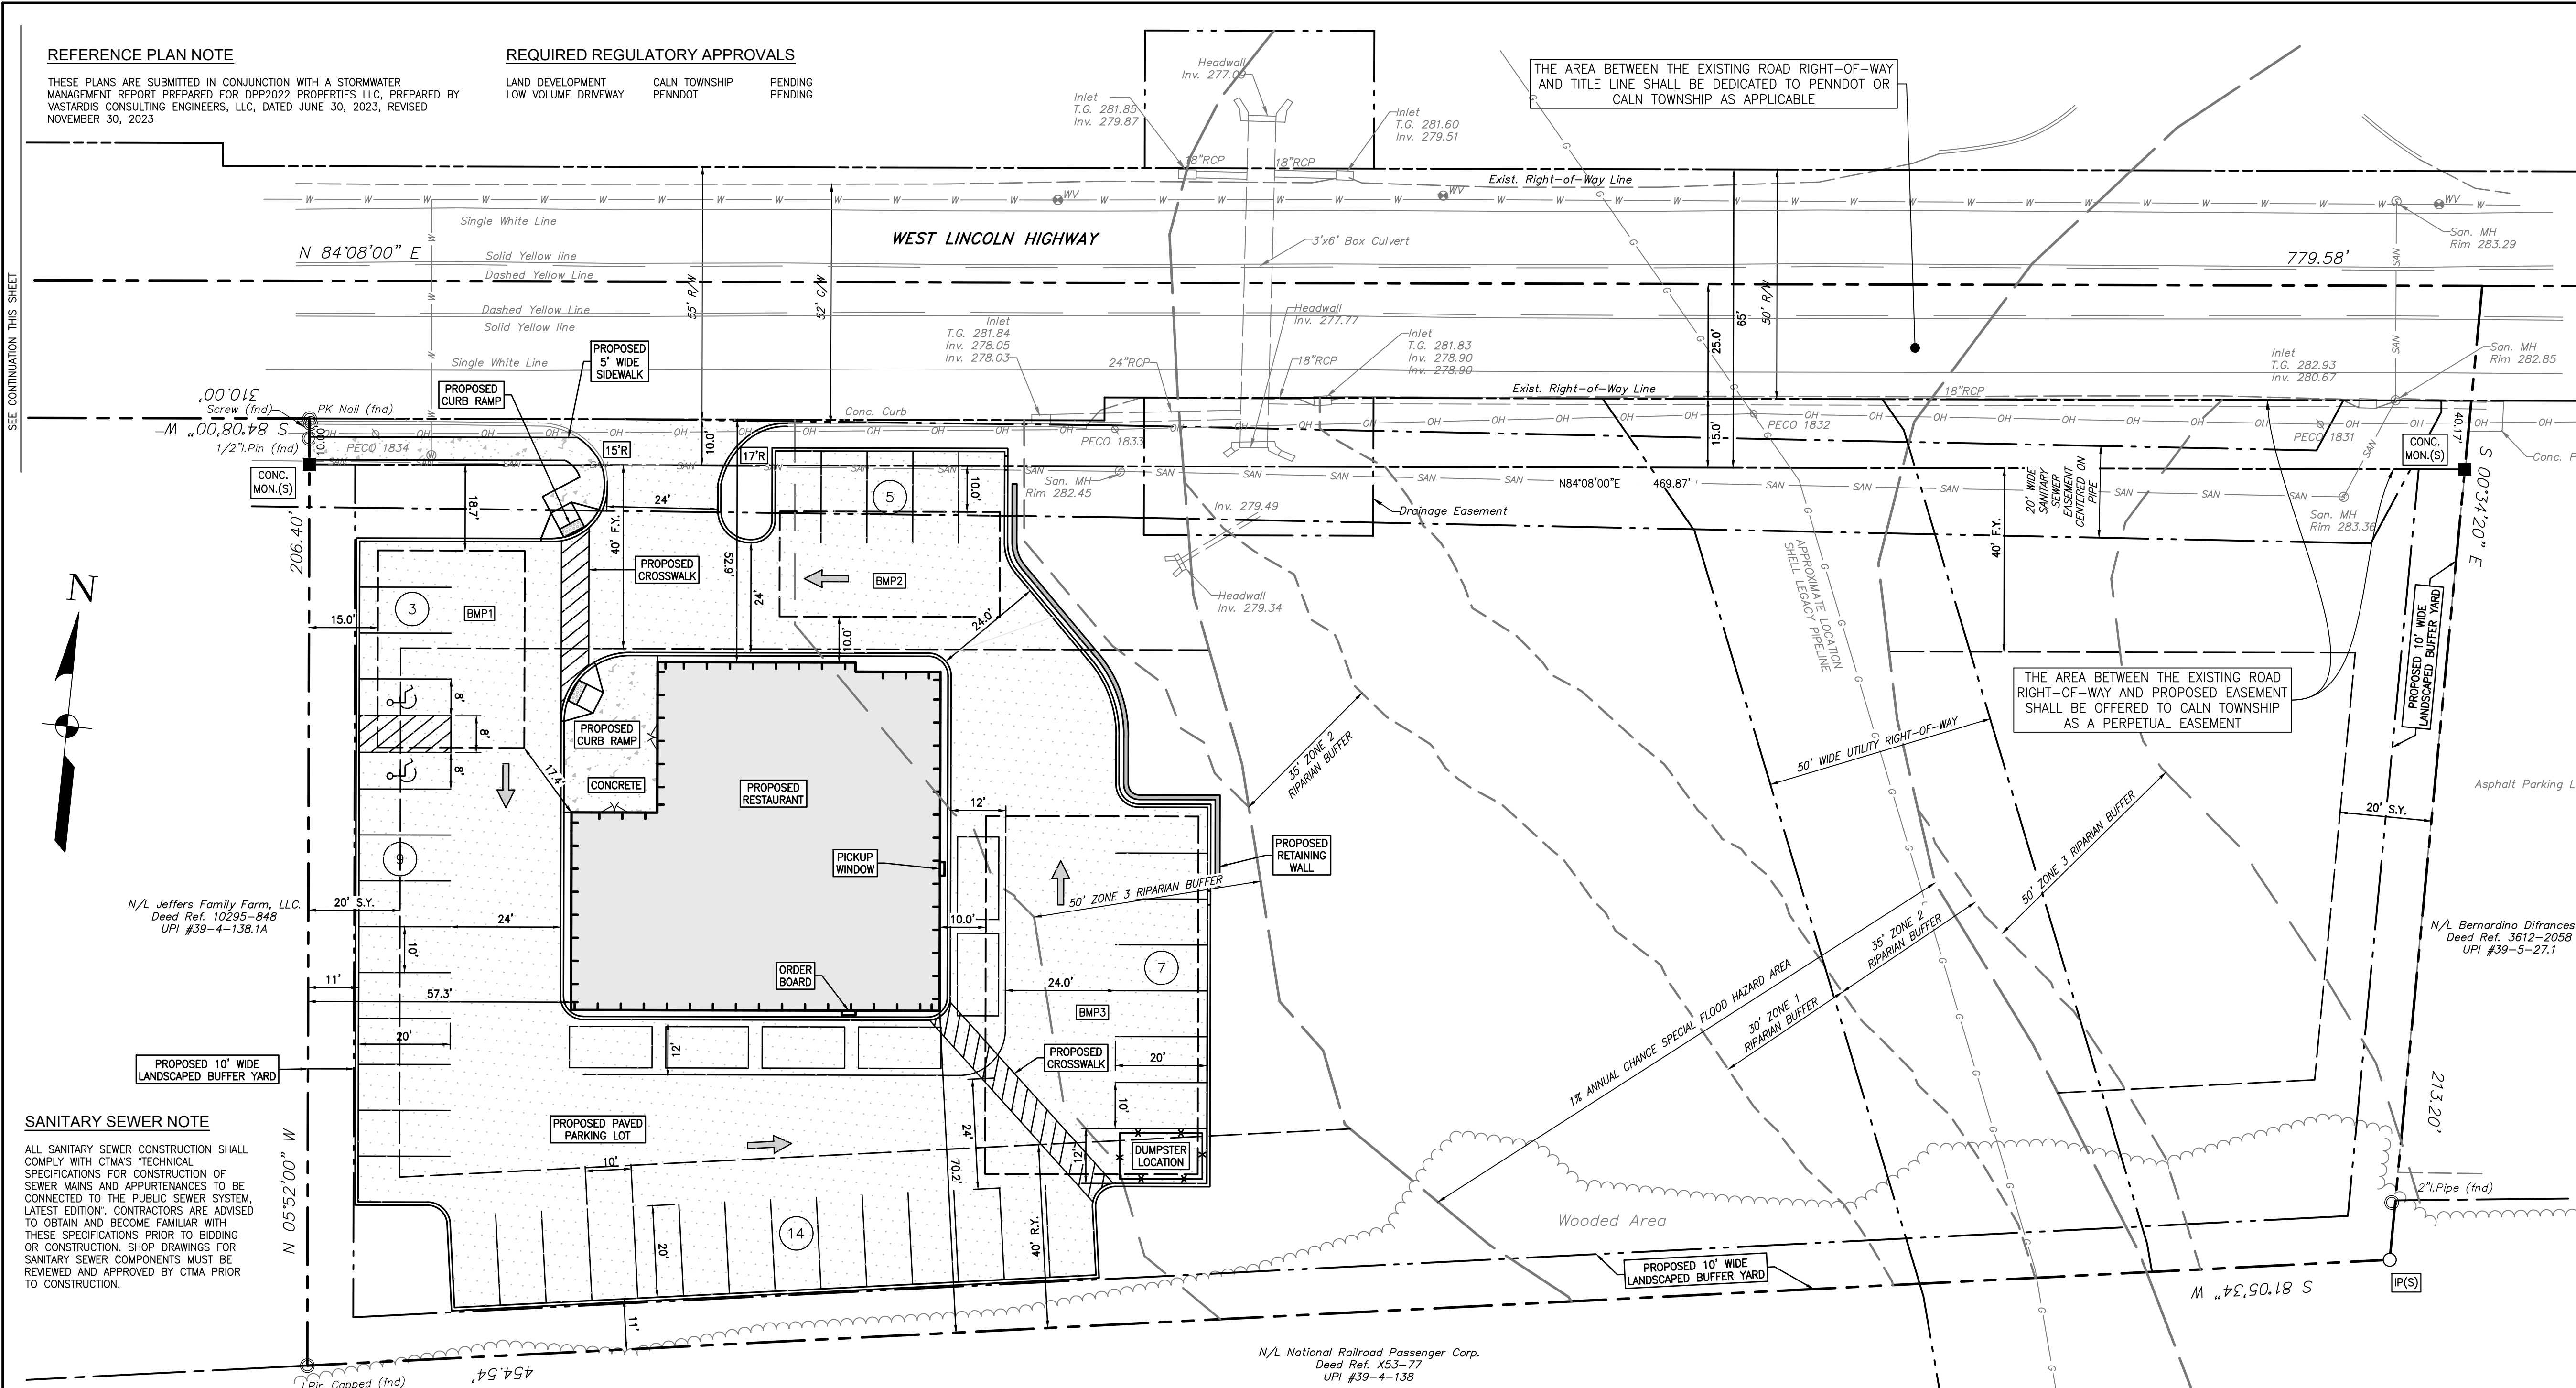 REFERENCE PLAN NOTE
THESE PLANS ARE SUBMITTED IN CONJUNCTION WITH A STORMWATER
MANAGEMENT REPORT PREPARED FOR DPP2022 PROPERTIES LLC, PREPARED BY
VASTARDIS CONSULTING ENGINEERS, LLC, DATED JUNE 30, 2023, REVISED
NOVEMBER 30, 2023
REQUIRED REGULATORY APPROVALS
LAND DEVELOPMENT CALN TOWNSHIP PENDING
LOW VOLUME DRIVEWAY PENNDOT PENDING
SEE CONTINUATION THIS SHEET
Headwall
Inv. 277.09
Inlet
T.G. 281.85
Inv. 279.87
Inlet
T.G. 281.60
Inv. 279.51
18"RCP
18"RCP
THE AREA BETWEEN THE EXISTING ROAD RIGHT-OF-WAY
AND TITLE LINE SHALL BE DEDICATED TO PENNDOT OR
CALN TOWNSHIP AS APPLICABLE
Exist. Right-of-Way Line
WV
WV
WV
Single White Line
WEST LINCOLN HIGHWAY
3'x6' Box Culvert
San. MH
Rim 283.29
N 84°08'00" E
Solid Yellow line
Dashed Yellow Line
779.58'
Dashed Yellow Line
Solid Yellow line
Single White Line
55' R/W
52' C/W
25.0'
65'
50' R/W
15.0'
Headwall
Inv. 277.77
Inlet
T.G. 281.84
Inv. 278.05
Inv. 278.03
24"RCP
18"RCP
Inlet
T.G. 281.83
Inv. 278.90
Inv. 278.90
Inlet
T.G. 282.93
Inv. 280.67
San. MH
Rim 282.85
18"RCP
Exist. Right-of-Way Line
PROPOSED
5' WIDE
SIDEWALK
PROPOSED
CURB RAMP
310.00'
Screw (fnd)
PK Nail (fnd)
S 84°08'00" W
1/2"I.Pin (fnd)
10.00'
PECO 1834
Conc. Curb
PECO 1833
PECO 1832
PECO 1831
CONC.
MON.(S)
15'R
17'R
10.0'
San. MH
Rim 282.45
N84°08'00"E 469.87'
Drainage Easement
Inv. 279.49
Headwall
Inv. 279.34
20' WIDE
SANITARY
SEWER
EASEMENT
CENTERED ON
PIPE
San. MH
Rim 283.36
CONC.
MON.(S)
40.17'
S 00°34'20" E
Conc. P
206.40'
18.7'
24'
5
10.0'
40' F.Y.
52.9'
24'
PROPOSED
CROSSWALK
BMP2
10.0'
24.0'
40' F.Y.
N
3
BMP1
15.0'
8'
8'
8'
17.4'
PROPOSED
CURB RAMP
CONCRETE
PROPOSED
RESTAURANT
PICKUP
WINDOW
ORDER
BOARD
12'
10.0'
35' ZONE 2
RIPARIAN BUFFER
50' ZONE 3 RIPARIAN BUFFER
PROPOSED
RETAINING
WALL
APPROXIMATE LOCATION
SHELL LEGACY PIPELINE
50' WIDE UTILITY RIGHT-OF-WAY
THE AREA BETWEEN THE EXISTING ROAD
RIGHT-OF-WAY AND PROPOSED EASEMENT
SHALL BE OFFERED TO CALN TOWNSHIP
AS A PERPETUAL EASEMENT
PROPOSED 10' WIDE
LANDSCAPED BUFFER YARD
20' S.Y.
Asphalt Parking L
50' ZONE 3 RIPARIAN BUFFER
35' ZONE 2
RIPARIAN BUFFER
1% ANNUAL CHANCE SPECIAL FLOOD HAZARD AREA
30' ZONE 1
RIPARIAN BUFFER
N/L Jeffers Family Farm, LLC.
Deed Ref. 10295-848
UPI #39-4-138.1A
9
20' S.Y.
24'
10'
11'
57.3'
20'
7
24.0'
BMP3
20'
10'
PROPOSED
CROSSWALK
12'
N/L Bernardino Difrances
Deed Ref. 3612-2058
UPI #39-5-27.1
PROPOSED 10' WIDE
LANDSCAPED BUFFER YARD
SANITARY SEWER NOTE
ALL SANITARY SEWER CONSTRUCTION SHALL
COMPLY WITH CTMA'S "TECHNICAL
SPECIFICATIONS FOR CONSTRUCTION OF
SEWER MAINS AND APPURTENANCES TO BE
CONNECTED TO THE PUBLIC SEWER SYSTEM,
LATEST EDITION". CONTRACTORS ARE ADVISED
TO OBTAIN AND BECOME FAMILIAR WITH
THESE SPECIFICATIONS PRIOR TO BIDDING
OR CONSTRUCTION. SHOP DRAWINGS FOR
SANITARY SEWER COMPONENTS MUST BE
REVIEWED AND APPROVED BY CTMA PRIOR
TO CONSTRUCTION.
N 05°52'00" W
PROPOSED PAVED
PARKING LOT
10'
20'
14
24'
70.2'
40' R.Y.
12'
DUMPSTER
LOCATION
11'
Wooded Area
PROPOSED 10' WIDE
LANDSCAPED BUFFER YARD
213.20'
2"I.Pipe (fnd)
IP(S)
S 81°05'34" W
454.54'
I.Pin Capped (fnd)
N/L National Railroad Passenger Corp.
Deed Ref. X53-77
UPI #39-4-138